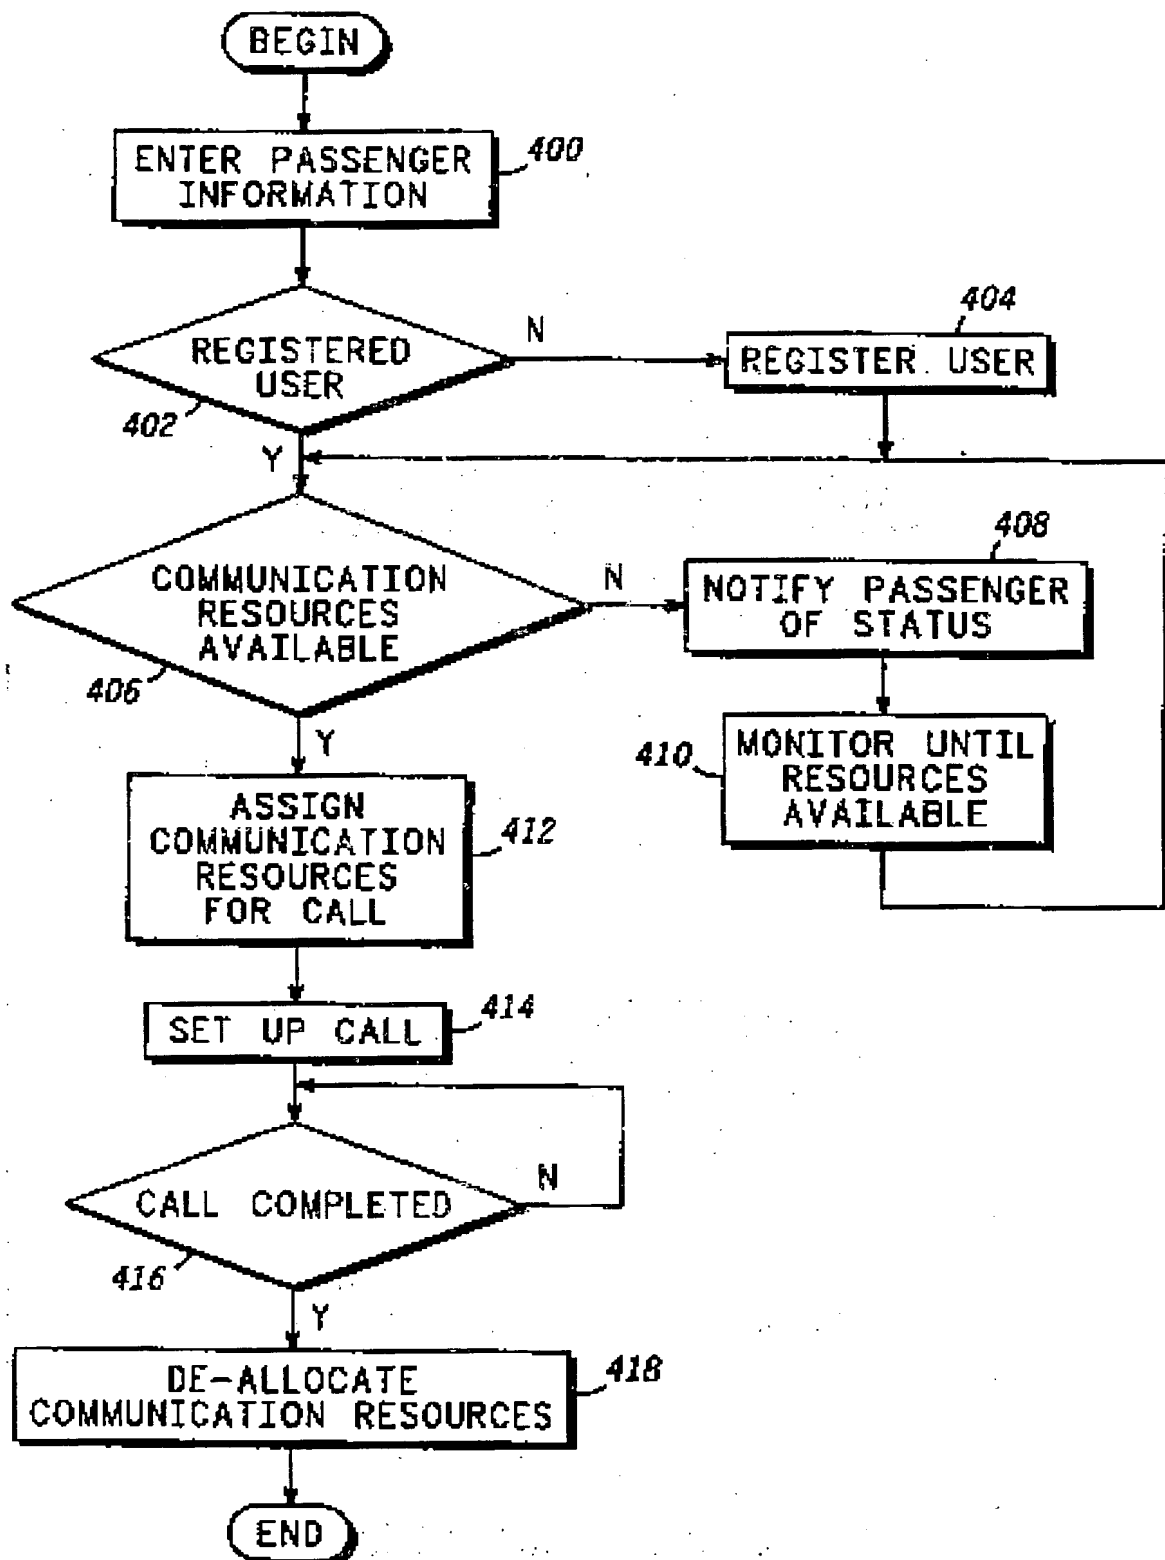 BEGIN
ENTER PASSENGER
INFORMATION
400
REGISTERED
USER
402
N
404
REGISTER USER
Y
COMMUNICATION
RESOURCES
AVAILABLE
406
N
408
NOTIFY PASSENGER
OF STATUS
410
MONITOR UNTIL
RESOURCES
AVAILABLE
Y
ASSIGN
COMMUNICATION
RESOURCES
FOR CALL
412
SET UP CALL
414
CALL COMPLETED
416
N
Y
DE-ALLOCATE
COMMUNICATION RESOURCES
418
END